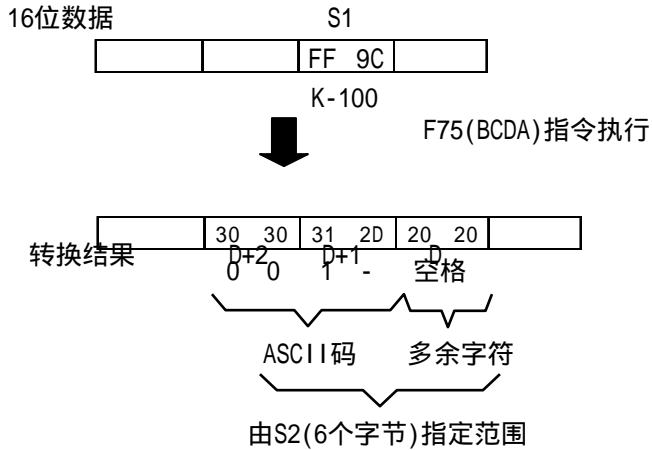 16位数据 S1
FF 9C
K-100
F75(BCDA)指令执行
30 30 31 2D 20 20
转换结果 D+2 D+1 D
0 0 1 - 空格
ASCII码 多余字符
由S2(6个字节)指定范围